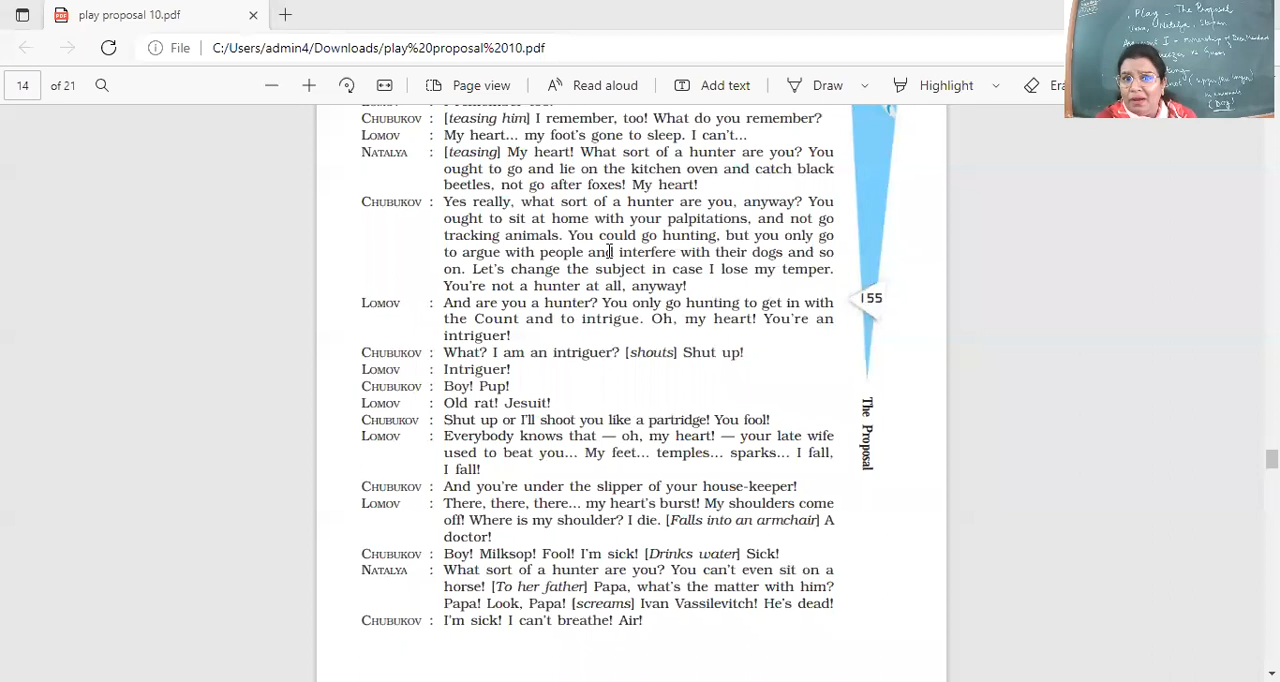 play proposal 10.pdf
File
C:/Users/admin4/Downloads/play%20proposal%2010.pdf
14 of 21
Page view
Read aloud
Add text
Draw
Highlight
Era
Play - The Proposal
CHUBUKOV : [teasing him] I remember, too! What do you remember?
LOMOV : My heart... my foot's gone to sleep. I can't...
NATALYA : [teasing] My heart! What sort of a hunter are you? You
ought to go and lie on the kitchen oven and catch black
beetles, not go after foxes! My heart!
CHUBUKOV : Yes really, what sort of a hunter are you, anyway? You
ought to sit at home with your palpitations, and not go
tracking animals. You could go hunting, but you only go
to argue with people and interfere with their dogs and so
on. Let's change the subject in case I lose my temper.
You're not a hunter at all, anyway!
LOMOV : And are you a hunter? You only go hunting to get in with
the Count and to intrigue. Oh, my heart! You're an
intriguer!
CHUBUKOV : What? I am an intriguer? [shouts] Shut up!
LOMOV : Intriguer!
CHUBUKOV : Boy! Pup!
LOMOV : Old rat! Jesuit!
CHUBUKOV : Shut up or I'll shoot you like a partridge! You fool!
LOMOV : Everybody knows that — oh, my heart! — your late wife
used to beat you... My feet... temples... sparks... I fall,
I fall!
CHUBUKOV : And you're under the slipper of your house-keeper!
LOMOV : There, there, there... my heart's burst! My shoulders come
off! Where is my shoulder? I die. [Falls into an armchair] A
doctor!
CHUBUKOV : Boy! Milksop! Fool! I'm sick! [Drinks water] Sick!
NATALYA : What sort of a hunter are you? You can't even sit on a
horse! [To her father] Papa, what's the matter with him?
Papa! Look, Papa! [screams] Ivan Vassilevitch! He's dead!
CHUBUKOV : I'm sick! I can't breathe! Air!
155
The Proposal